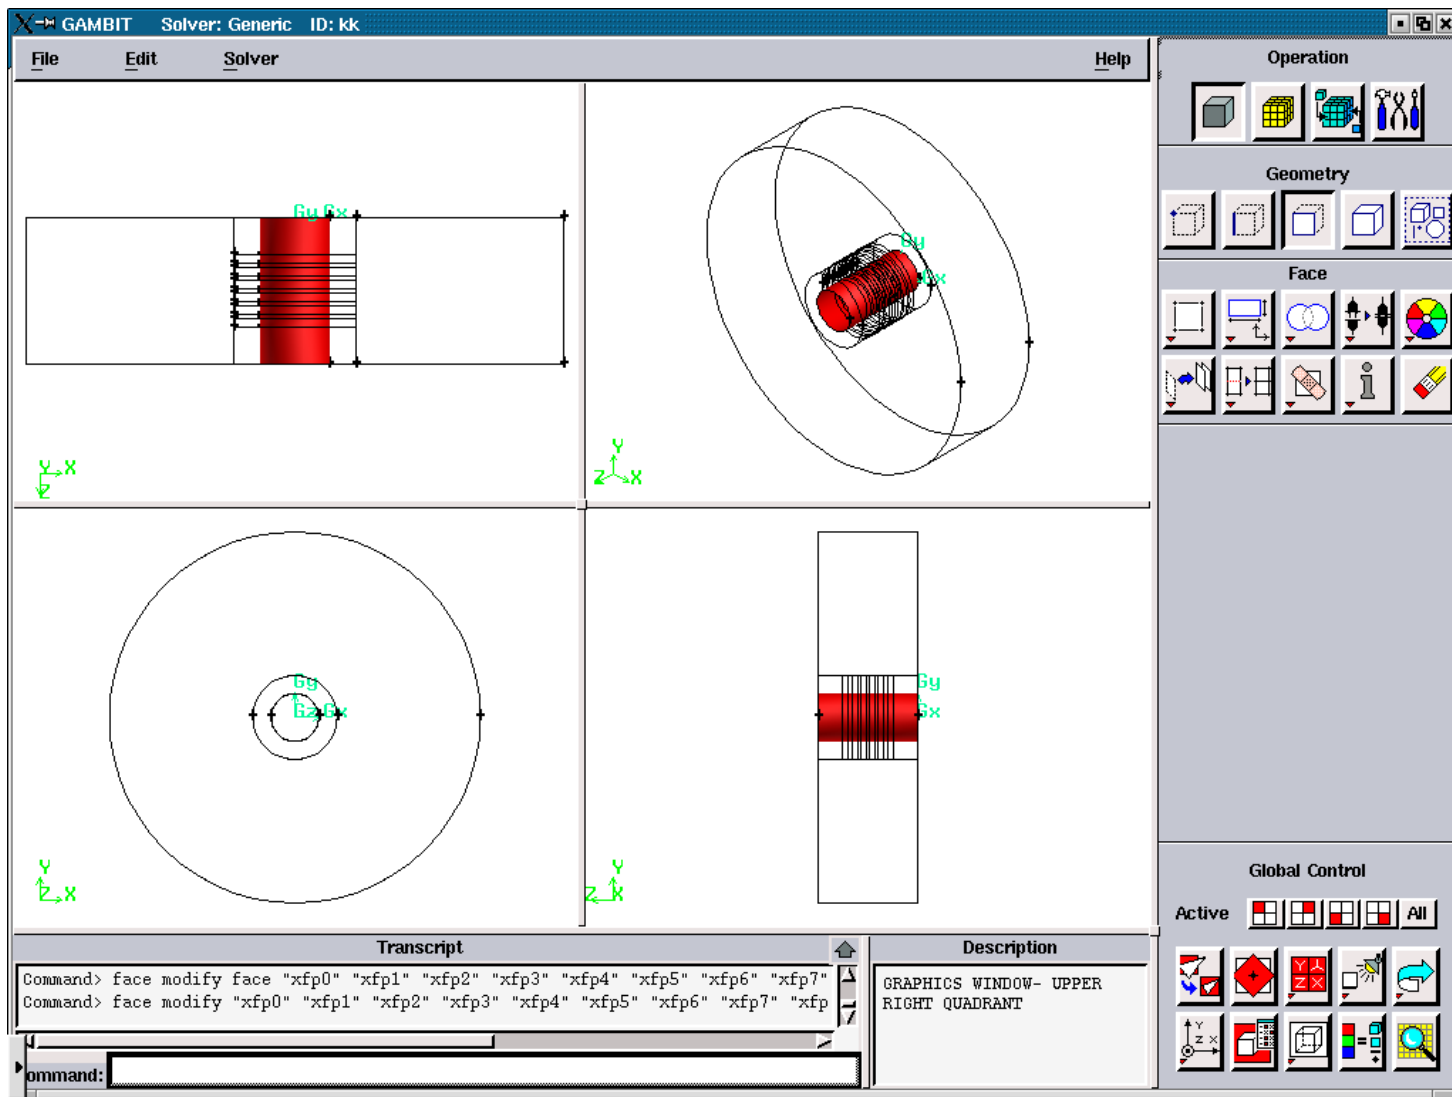 GAMBIT Solver: Generic ID: kk
File Edit Solver Help
Operation
Geometry
Face
Gy Gx
Gy
Gx
Y X
Z
Y
Z X
Gy
Gz Gx
Gy
Gx
Y
Z X
Y
Z X
Global Control
Active All
Transcript
Command> face modify face "xfp0" "xfp1" "xfp2" "xfp3" "xfp4" "xfp5" "xfp6" "xfp7"
Command> face modify "xfp0" "xfp1" "xfp2" "xfp3" "xfp4" "xfp5" "xfp6" "xfp7" "xfp
ommand:
Description
GRAPHICS WINDOW- UPPER
RIGHT QUADRANT
Y
Z X
Y
Z X